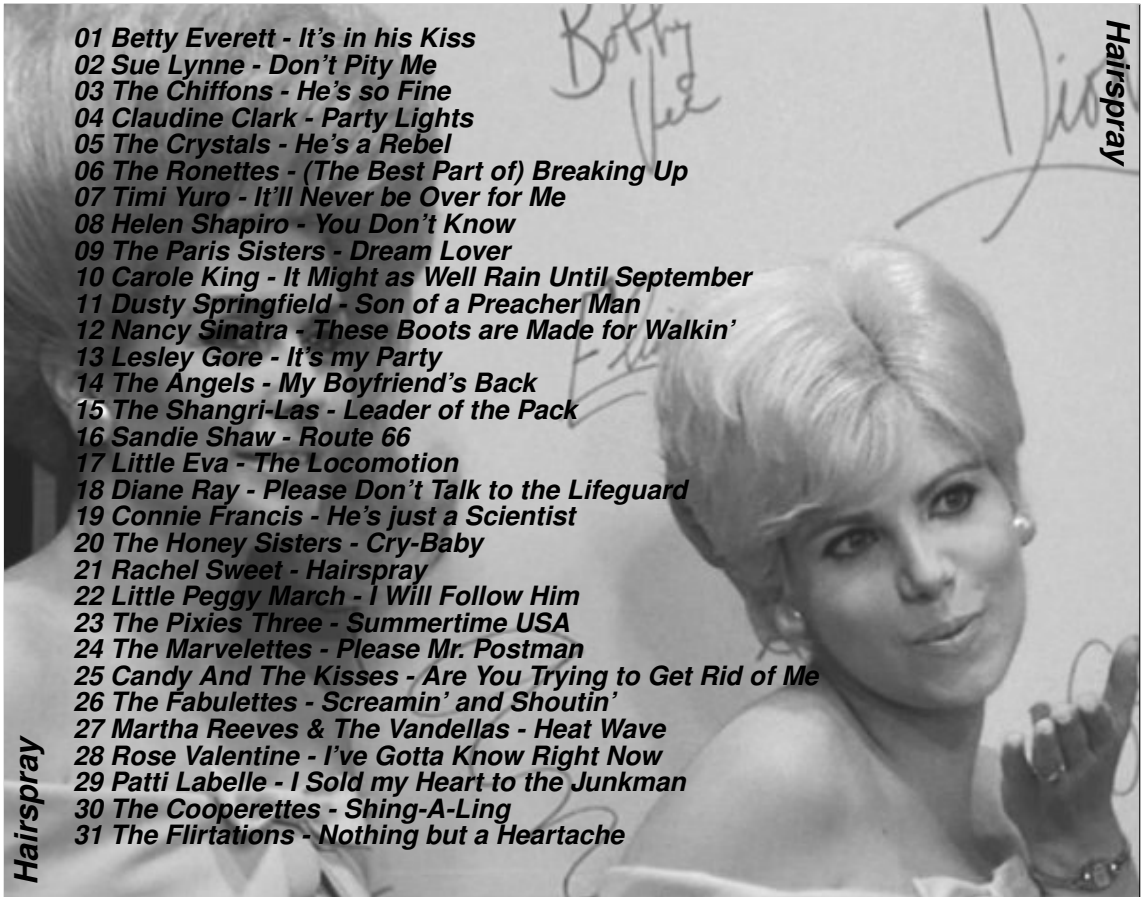 01 Betty Everett - It's in his Kiss
02 Sue Lynne - Don't Pity Me
03 The Chiffons - He's so Fine
04 Claudine Clark - Party Lights
05 The Crystals - He's a Rebel
06 The Ronettes - (The Best Part of) Breaking Up
07 Timi Yuro - It'll Never be Over for Me
08 Helen Shapiro - You Don't Know
09 The Paris Sisters - Dream Lover
10 Carole King - It Might as Well Rain Until September
11 Dusty Springfield - Son of a Preacher Man
12 Nancy Sinatra - These Boots are Made for Walkin'
13 Lesley Gore - It's my Party
14 The Angels - My Boyfriend's Back
15 The Shangri-Las - Leader of the Pack
16 Sandie Shaw - Route 66
17 Little Eva - The Locomotion
18 Diane Ray - Please Don't Talk to the Lifeguard
19 Connie Francis - He's just a Scientist
20 The Honey Sisters - Cry-Baby
21 Rachel Sweet - Hairspray
22 Little Peggy March - I Will Follow Him
23 The Pixies Three - Summertime USA
24 The Marvelettes - Please Mr. Postman
25 Candy And The Kisses - Are You Trying to Get Rid of Me
26 The Fabulettes - Screamin' and Shoutin'
27 Martha Reeves & The Vandellas - Heat Wave
28 Rose Valentine - I've Gotta Know Right Now
29 Patti Labelle - I Sold my Heart to the Junkman
30 The Cooperettes - Shing-A-Ling
31 The Flirtations - Nothing but a Heartache
Hairspray
Hairspray
Bobby
Vee